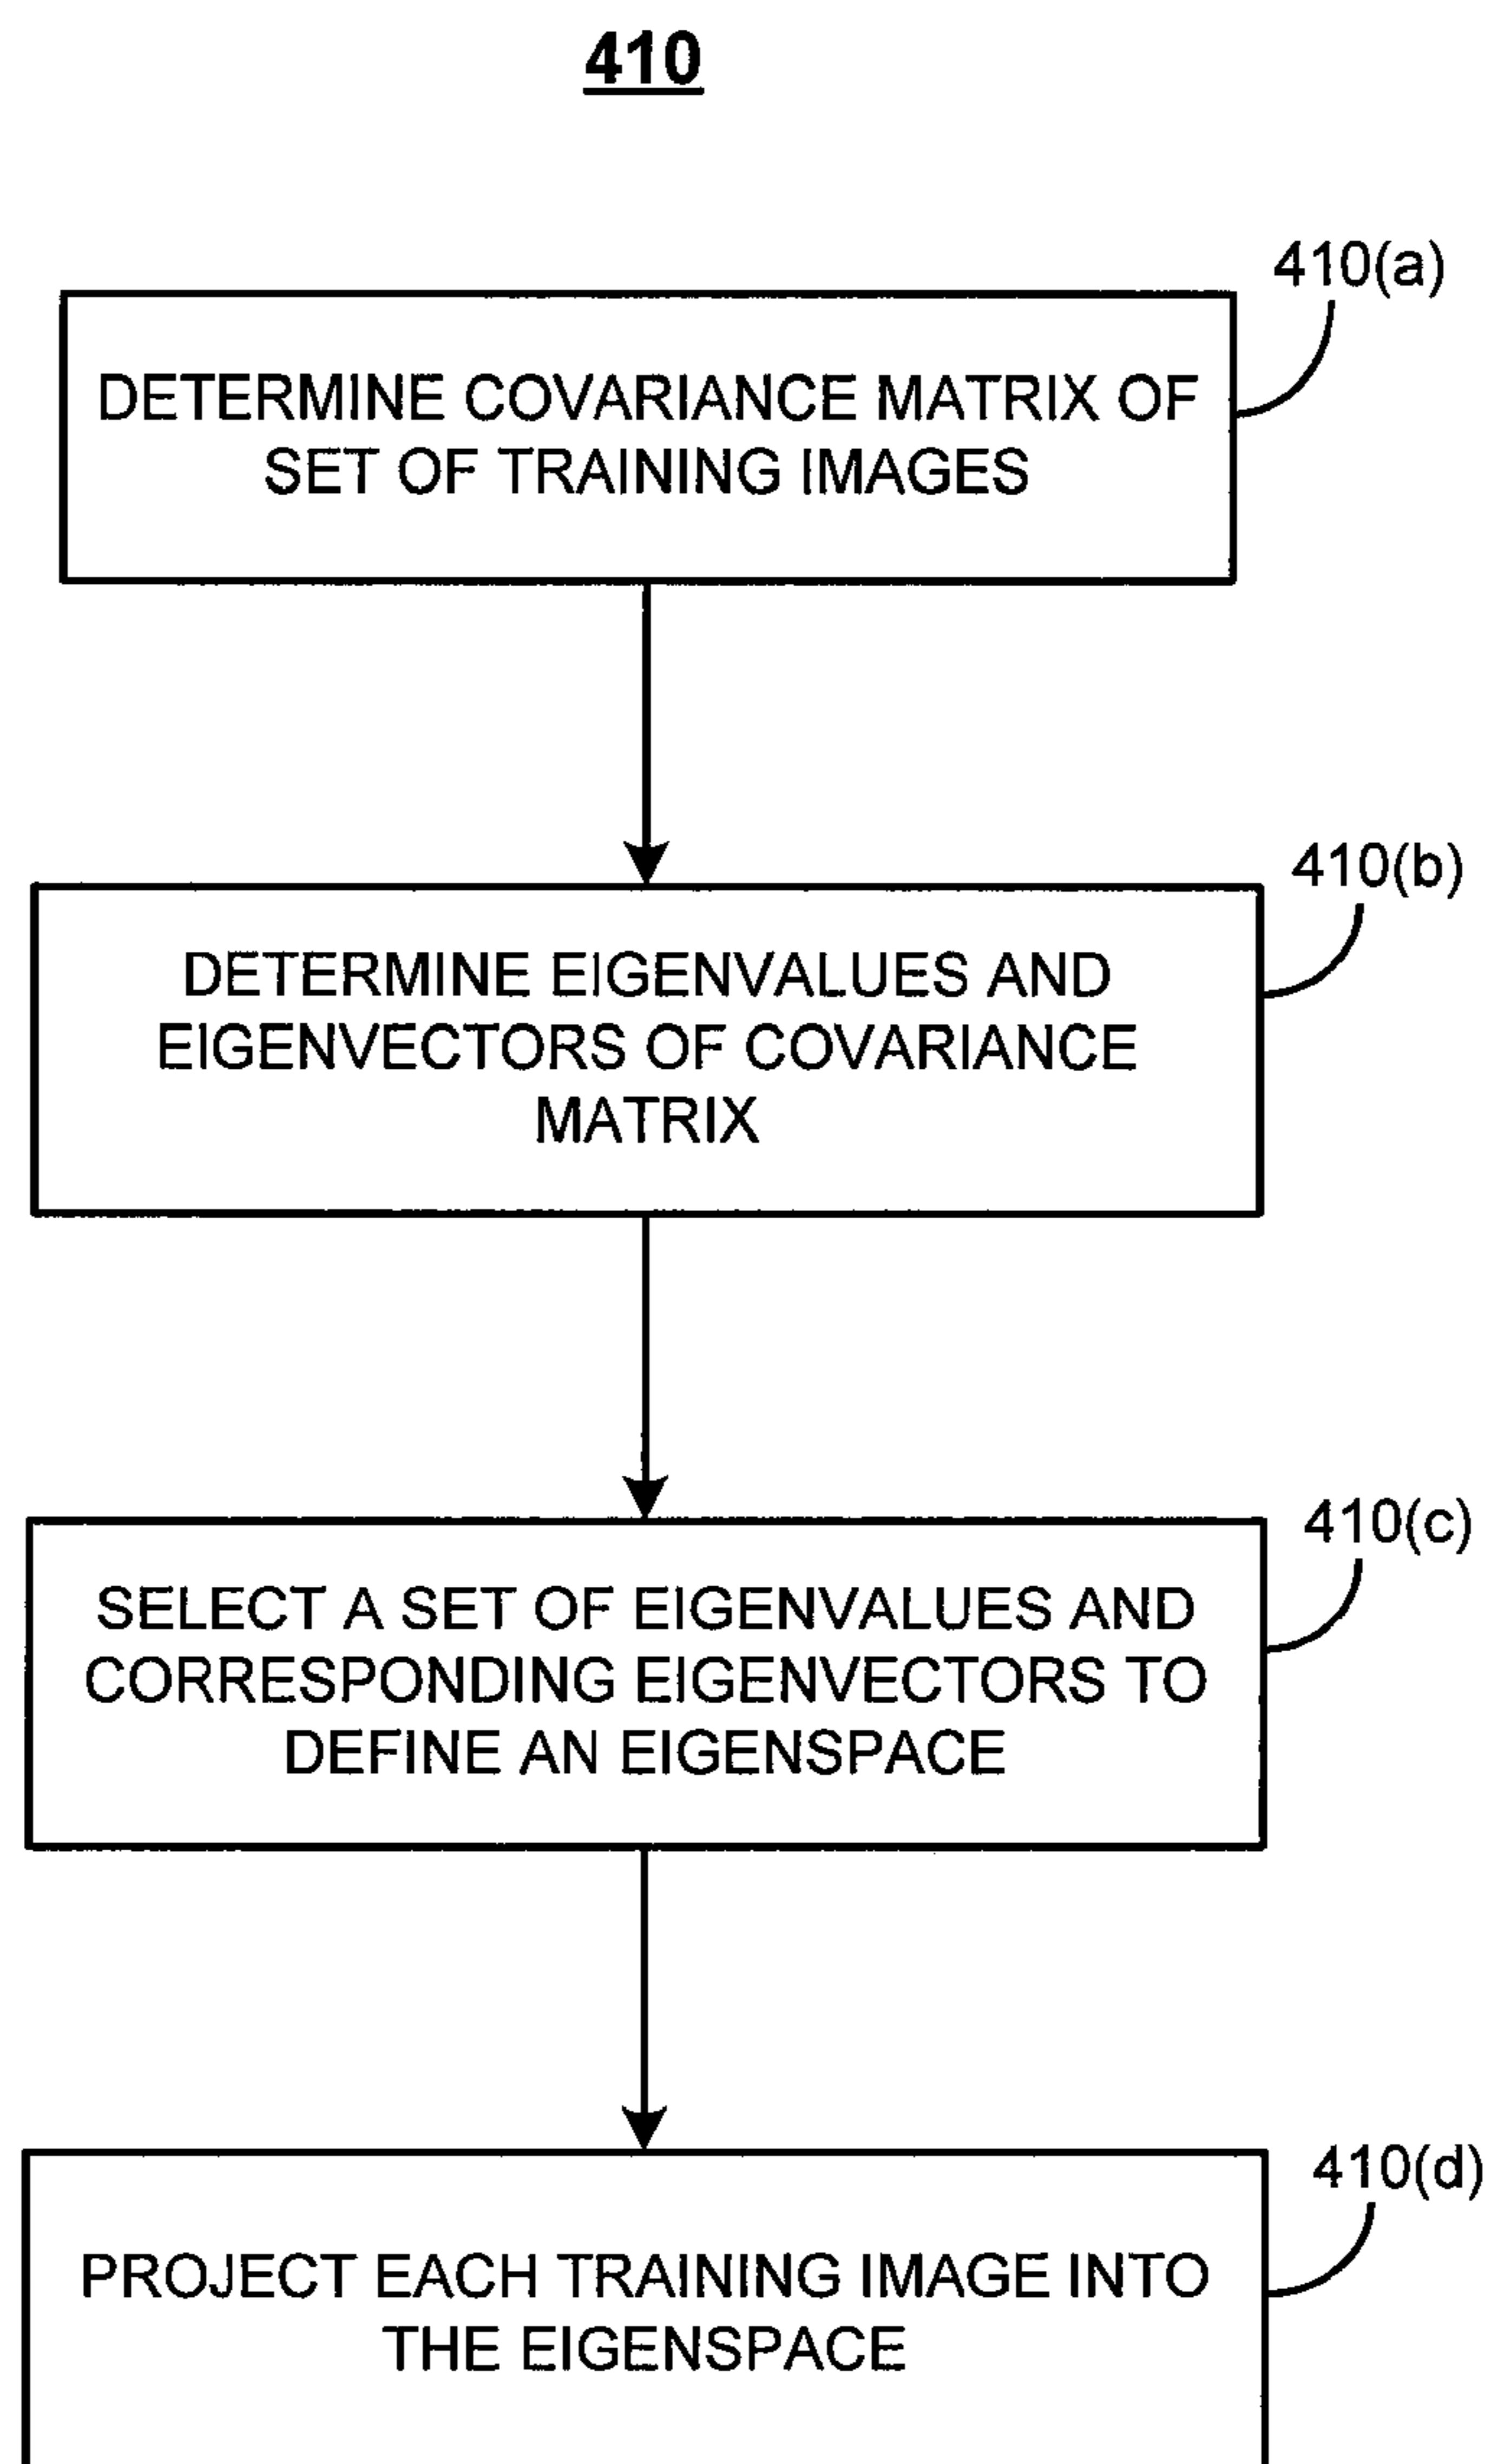 410
410(a)
DETERMINE COVARIANCE MATRIX OF
SET OF TRAINING IMAGES
410(b)
DETERMINE EIGENVALUES AND
EIGENVECTORS OF COVARIANCE
MATRIX
410(c)
SELECT A SET OF EIGENVALUES AND
CORRESPONDING EIGENVECTORS TO
DEFINE AN EIGENSPACE
410(d)
PROJECT EACH TRAINING IMAGE INTO
THE EIGENSPACE